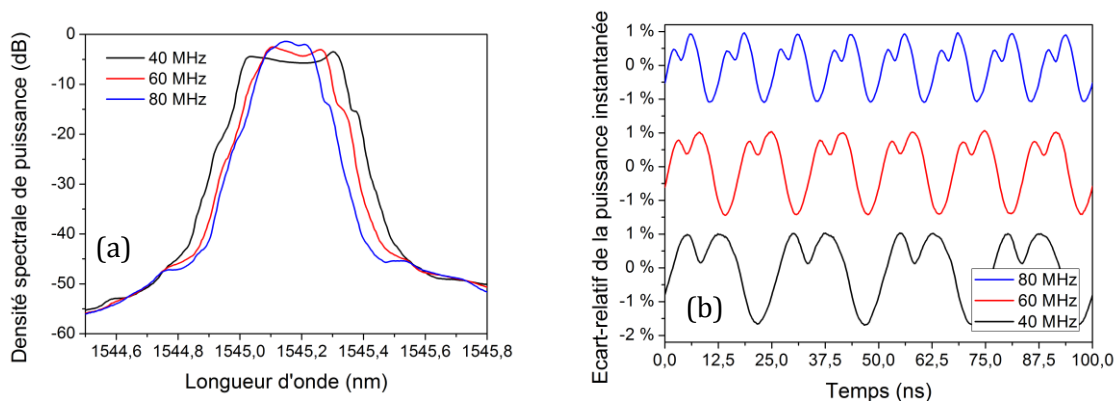 Densité spectrale de puissance (dB)
0
-10
-20
-30
-40
-50
-60
40 MHz
60 MHz
80 MHz
(a)
1544,6 1544,8 1545,0 1545,2 1545,4 1545,6 1545,8
Longueur d'onde (nm)
Ecart-relatif de la puissance instantanée
1 %
0 %
-1 %
1 %
0 %
-1 %
1 %
0 %
-1 %
-2 %
(b)
80 MHz
60 MHz
40 MHz
0,0 12,5 25,0 37,5 50,0 62,5 75,0 87,5 100,0
Temps (ns)